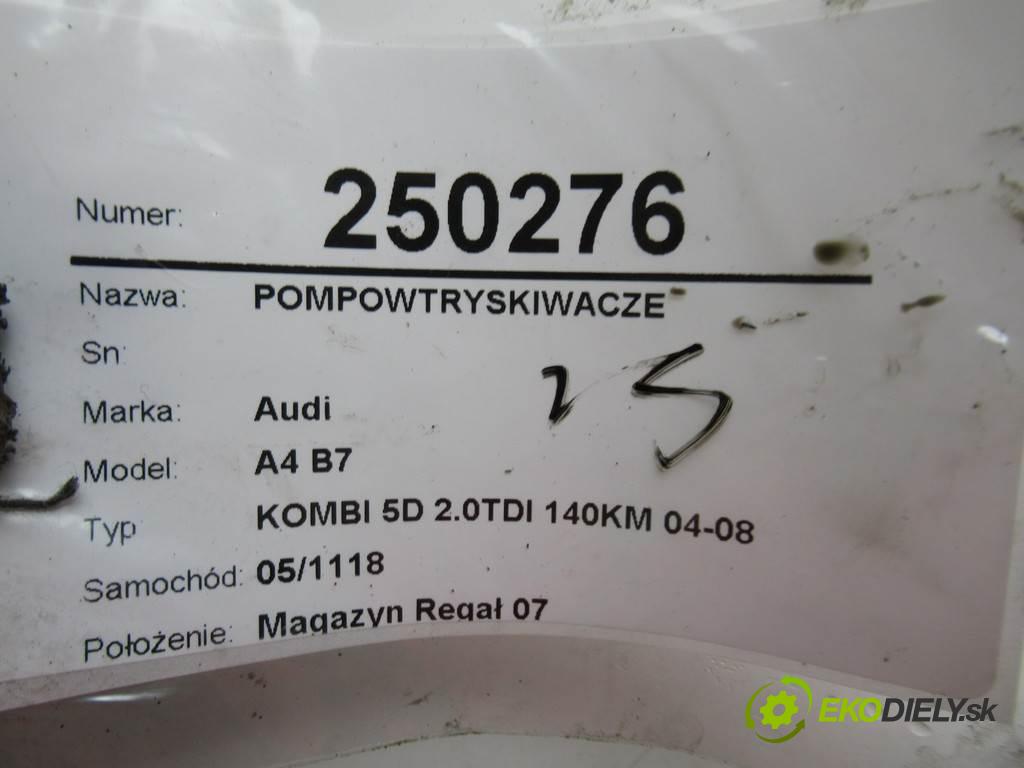 Numer: 250276
Nazwa: POMPOWTRYSKIWACZE
Sn:
Marka: Audi
Model: A4 B7
Typ KOMBI 5D 2.0TDI 140KM 04-08
Samochód: 05/1118
Położenie: Magazyn Regał 07
EKODIELY.sk